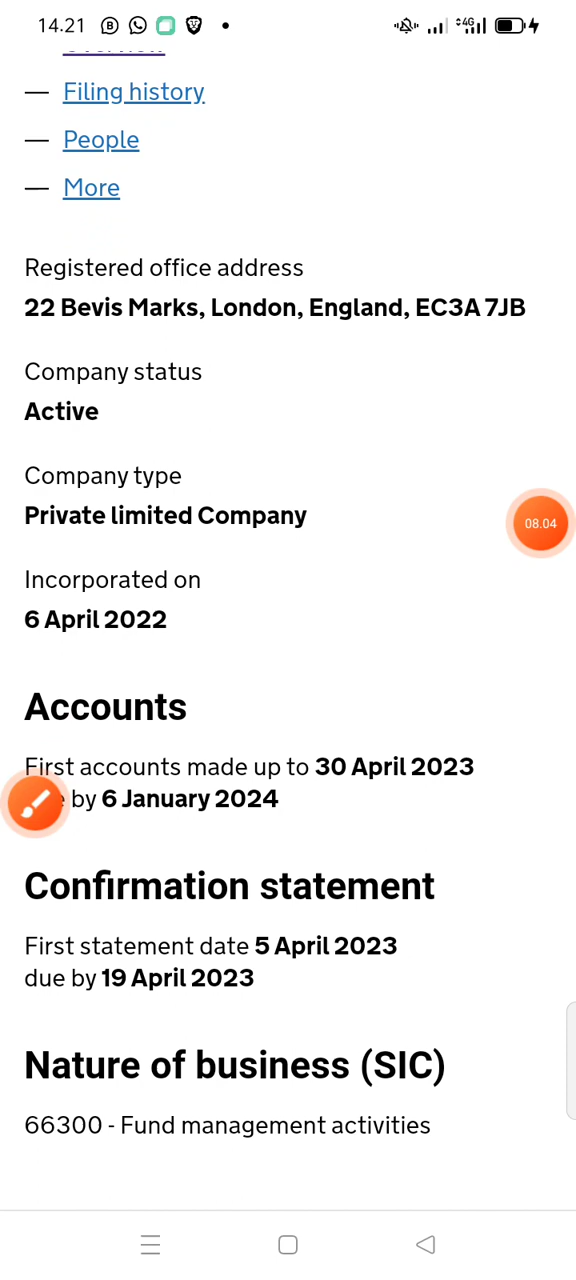 14.21
4G
— Filing history
— People
— More
Registered office address
22 Bevis Marks, London, England, EC3A 7JB
Company status
Active
Company type
Private limited Company
08.04
Incorporated on
6 April 2022
Accounts
First accounts made up to 30 April 2023
by 6 January 2024
Confirmation statement
First statement date 5 April 2023
due by 19 April 2023
Nature of business (SIC)
66300 - Fund management activities